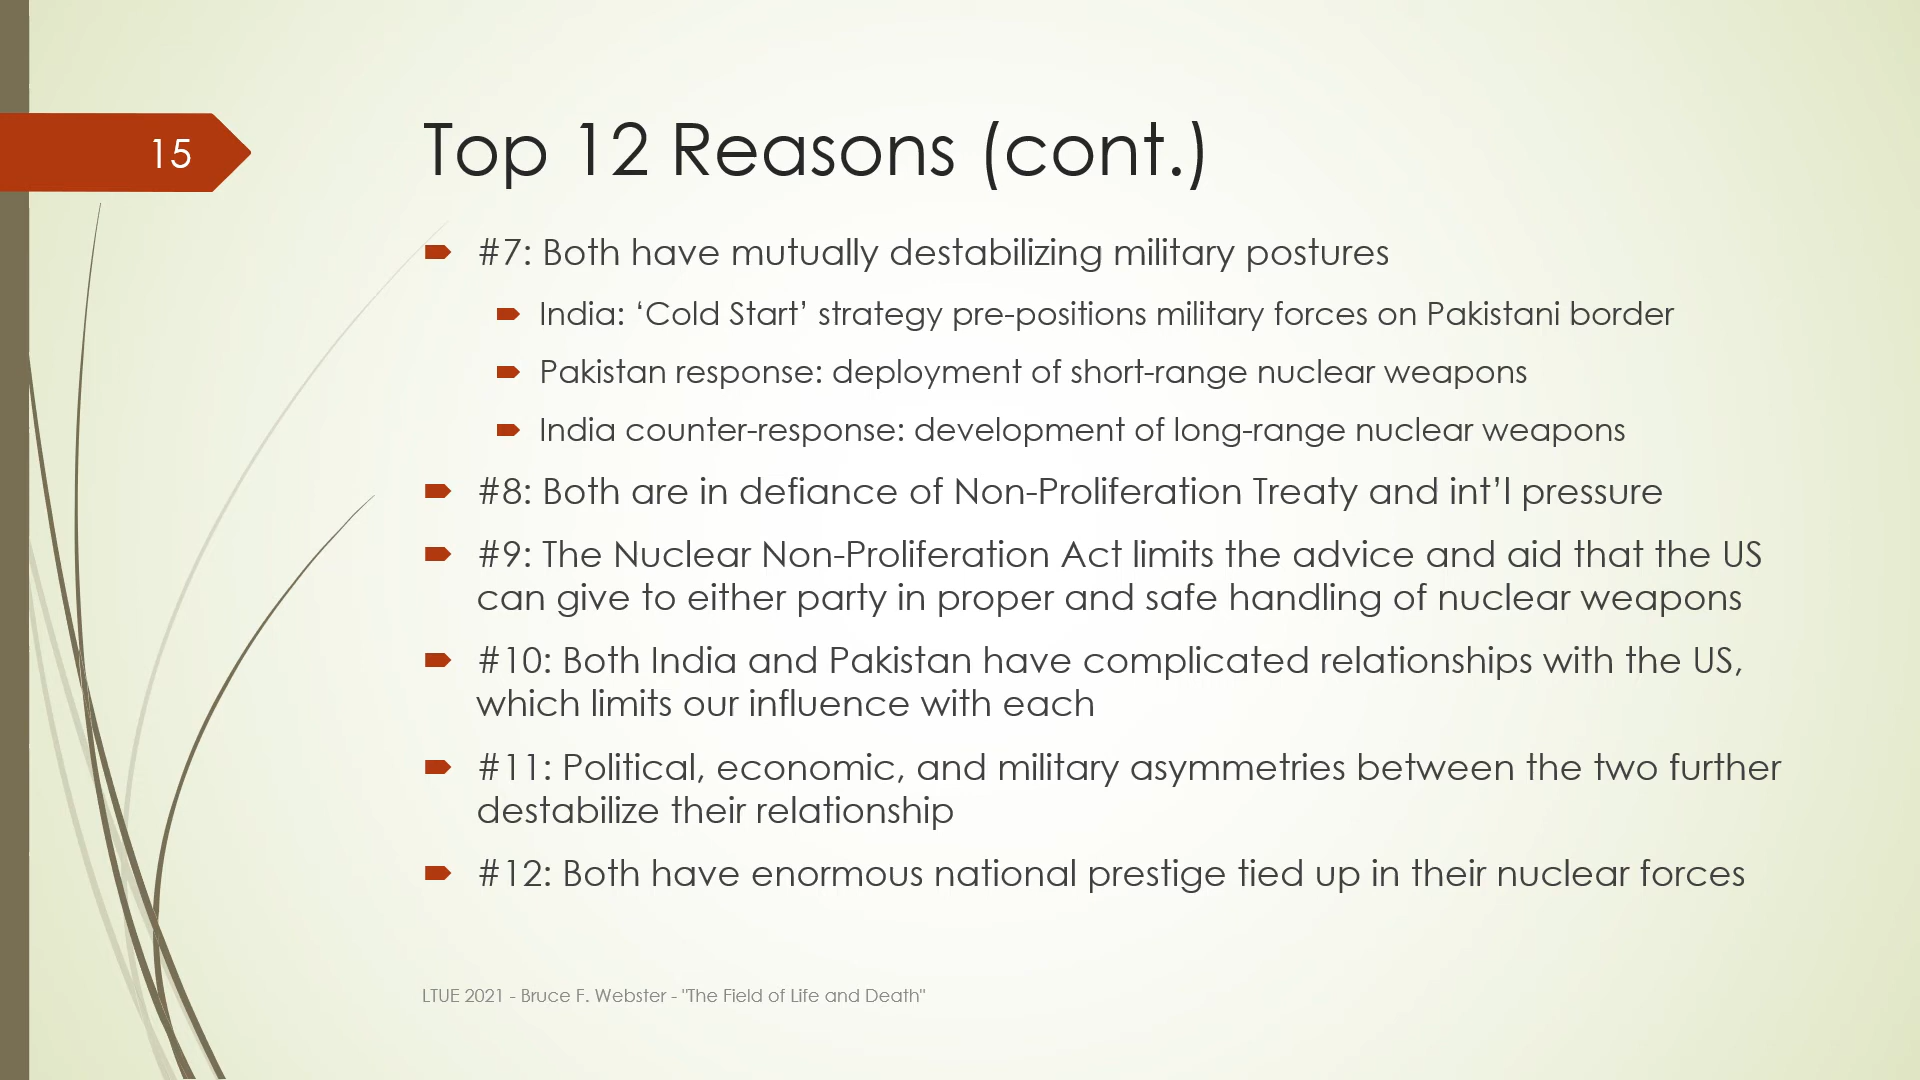 15
Top 12 Reasons (cont.)
#7: Both have mutually destabilizing military postures
India: ‘Cold Start’ strategy pre-positions military forces on Pakistani border
Pakistan response: deployment of short-range nuclear weapons
India counter-response: development of long-range nuclear weapons
#8: Both are in defiance of Non-Proliferation Treaty and int’l pressure
#9: The Nuclear Non-Proliferation Act limits the advice and aid that the US
can give to either party in proper and safe handling of nuclear weapons
#10: Both India and Pakistan have complicated relationships with the US,
which limits our influence with each
#11: Political, economic, and military asymmetries between the two further
destabilize their relationship
#12: Both have enormous national prestige tied up in their nuclear forces
LTUE 2021 - Bruce F. Webster - "The Field of Life and Death"